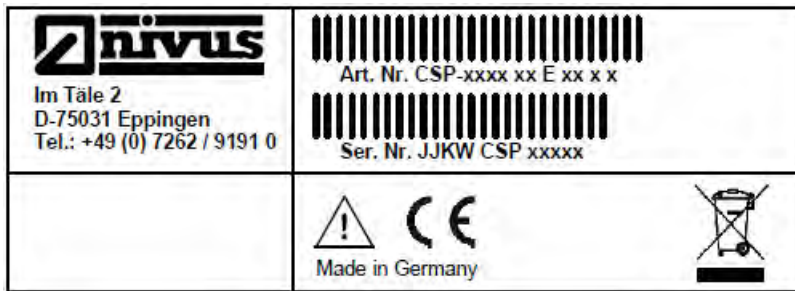 nivus
Im Täle 2
D-75031 Eppingen
Tel.: +49 (0) 7262 / 9191 0
Art. Nr. CSP-xxxx xx E xx x x
Ser. Nr. JJKW CSP xxxxx
CE
Made in Germany